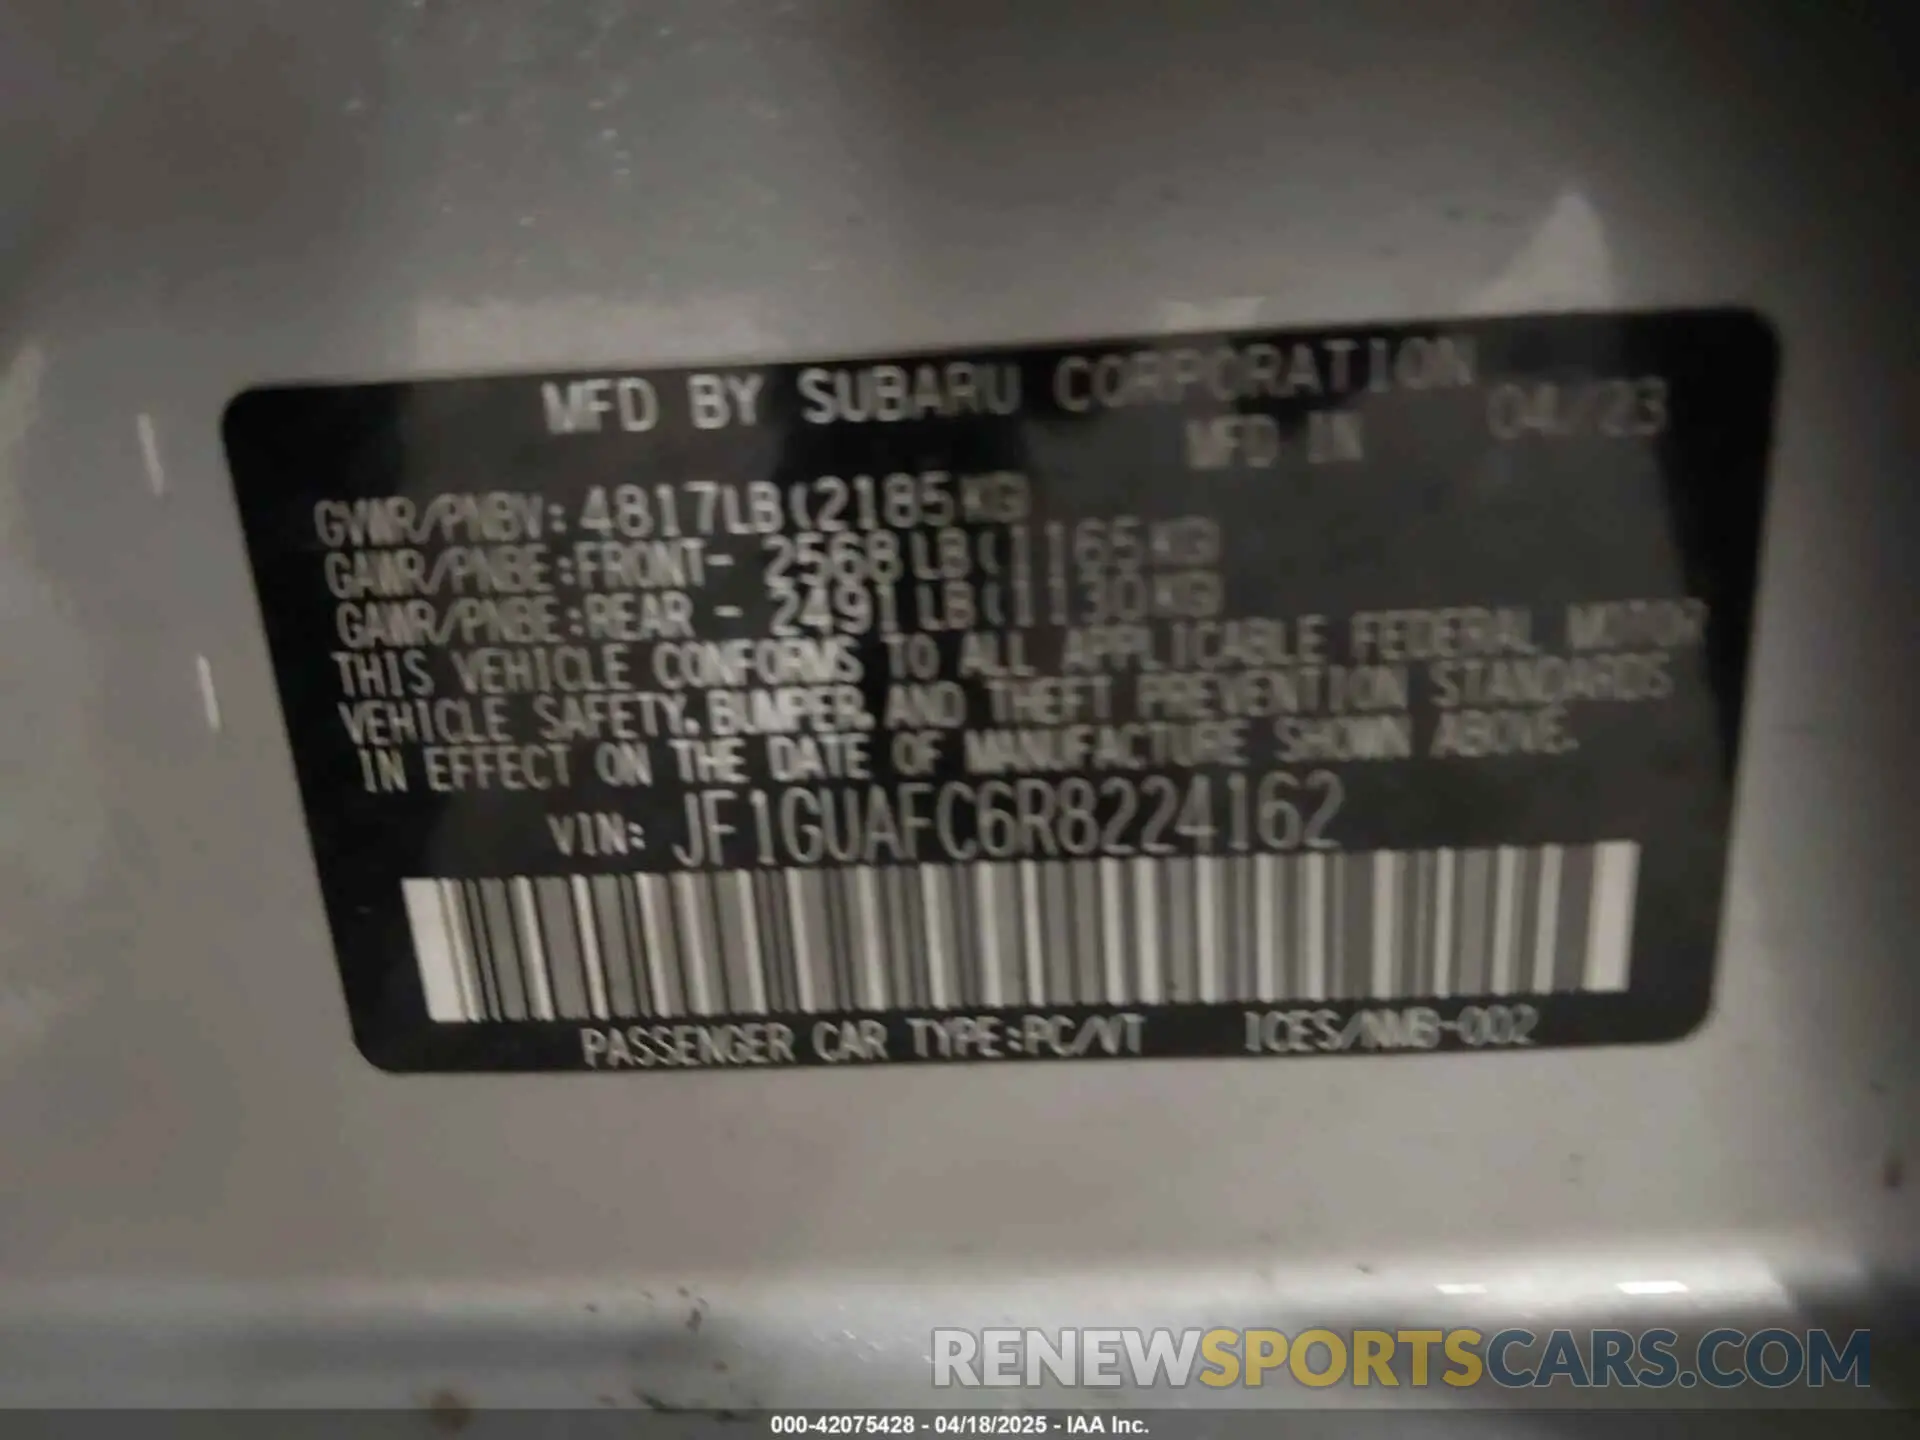 MFD BY SUBARU CORPORATION
MFD IN 04/23
GVWR/PNBV: 4817LB(2185KG)
GAWR/PNBE:FRONT- 2568LB(1165KG)
GAWR/PNBE:REAR - 2491LB(1130KG)
THIS VEHICLE CONFORMS TO ALL APPLICABLE FEDERAL MOTOR
VEHICLE SAFETY, BUMPER, AND THEFT PREVENTION STANDARDS
IN EFFECT ON THE DATE OF MANUFACTURE SHOWN ABOVE.
VIN: JF1GUAFC6R8224162
PASSENGER CAR TYPE:PC/VT ICES/NMB-002
RENEWSPORTSCARS.COM
000-42075428 - 04/18/2025 - IAA Inc.